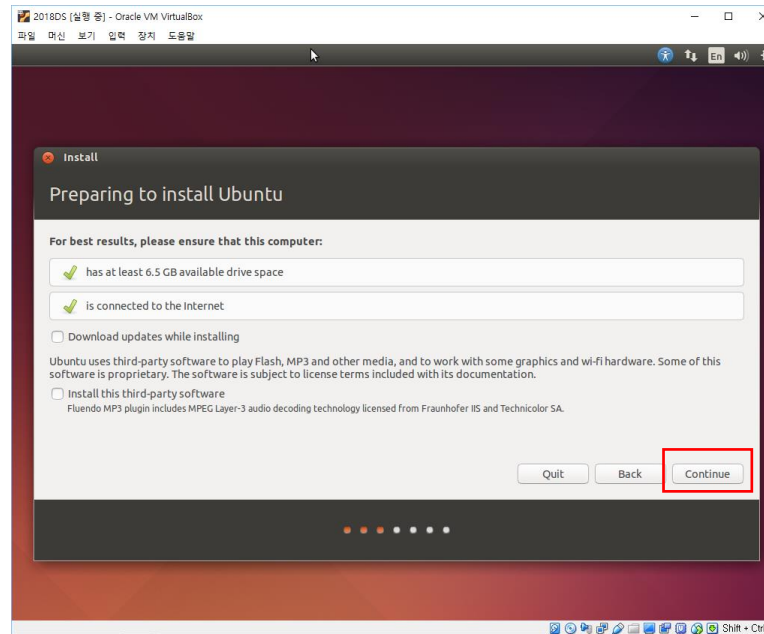 2018DS [실행 중] - Oracle VM VirtualBox
파일 머신 보기 입력 장치 도움말
En
Install
Preparing to install Ubuntu
For best results, please ensure that this computer:
has at least 6.5 GB available drive space
is connected to the Internet
Download updates while installing
Ubuntu uses third-party software to play Flash, MP3 and other media, and to work with some graphics and wi-fi hardware. Some of this
software is proprietary. The software is subject to license terms included with its documentation.
Install this third-party software
Fluendo MP3 plugin includes MPEG Layer-3 audio decoding technology licensed from Fraunhofer IIS and Technicolor SA.
Quit Back Continue
Shift + Ctrl